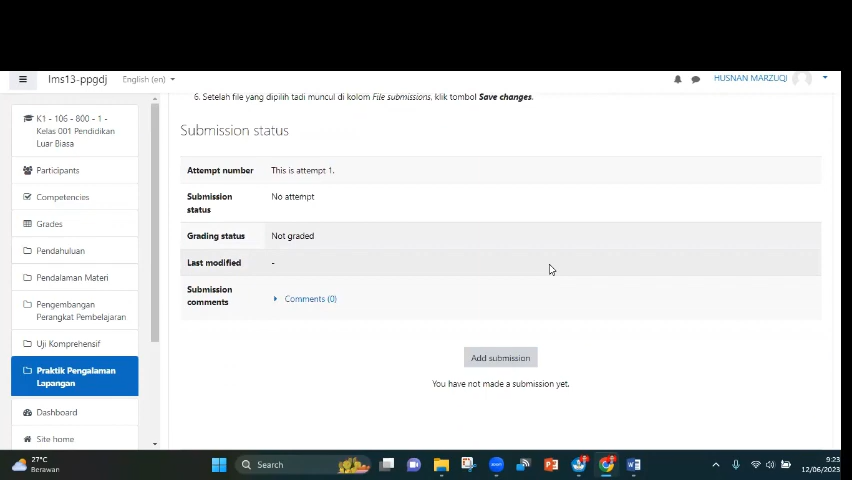 lms13-ppgdj English (en) HUSNAN MARZUQI
K1 - 106 - 800 - 1 -
Kelas 001 Pendidikan
Luar Biasa
Participants
Competencies
Grades
Pendahuluan
Pendalaman Materi
Pengembangan
Perangkat Pembelajaran
Uji Komprehensif
Praktik Pengalaman
Lapangan
Dashboard
Site home
6. Setelah file yang dipilih tadi muncul di kolom File submissions, klik tombol Save changes.
Submission status
Attempt number This is attempt 1.
Submission
status No attempt
Grading status Not graded
Last modified -
Submission
comments Comments (0)
Add submission
You have not made a submission yet.
27°C
Berawan
Search
9:23
12/06/2023